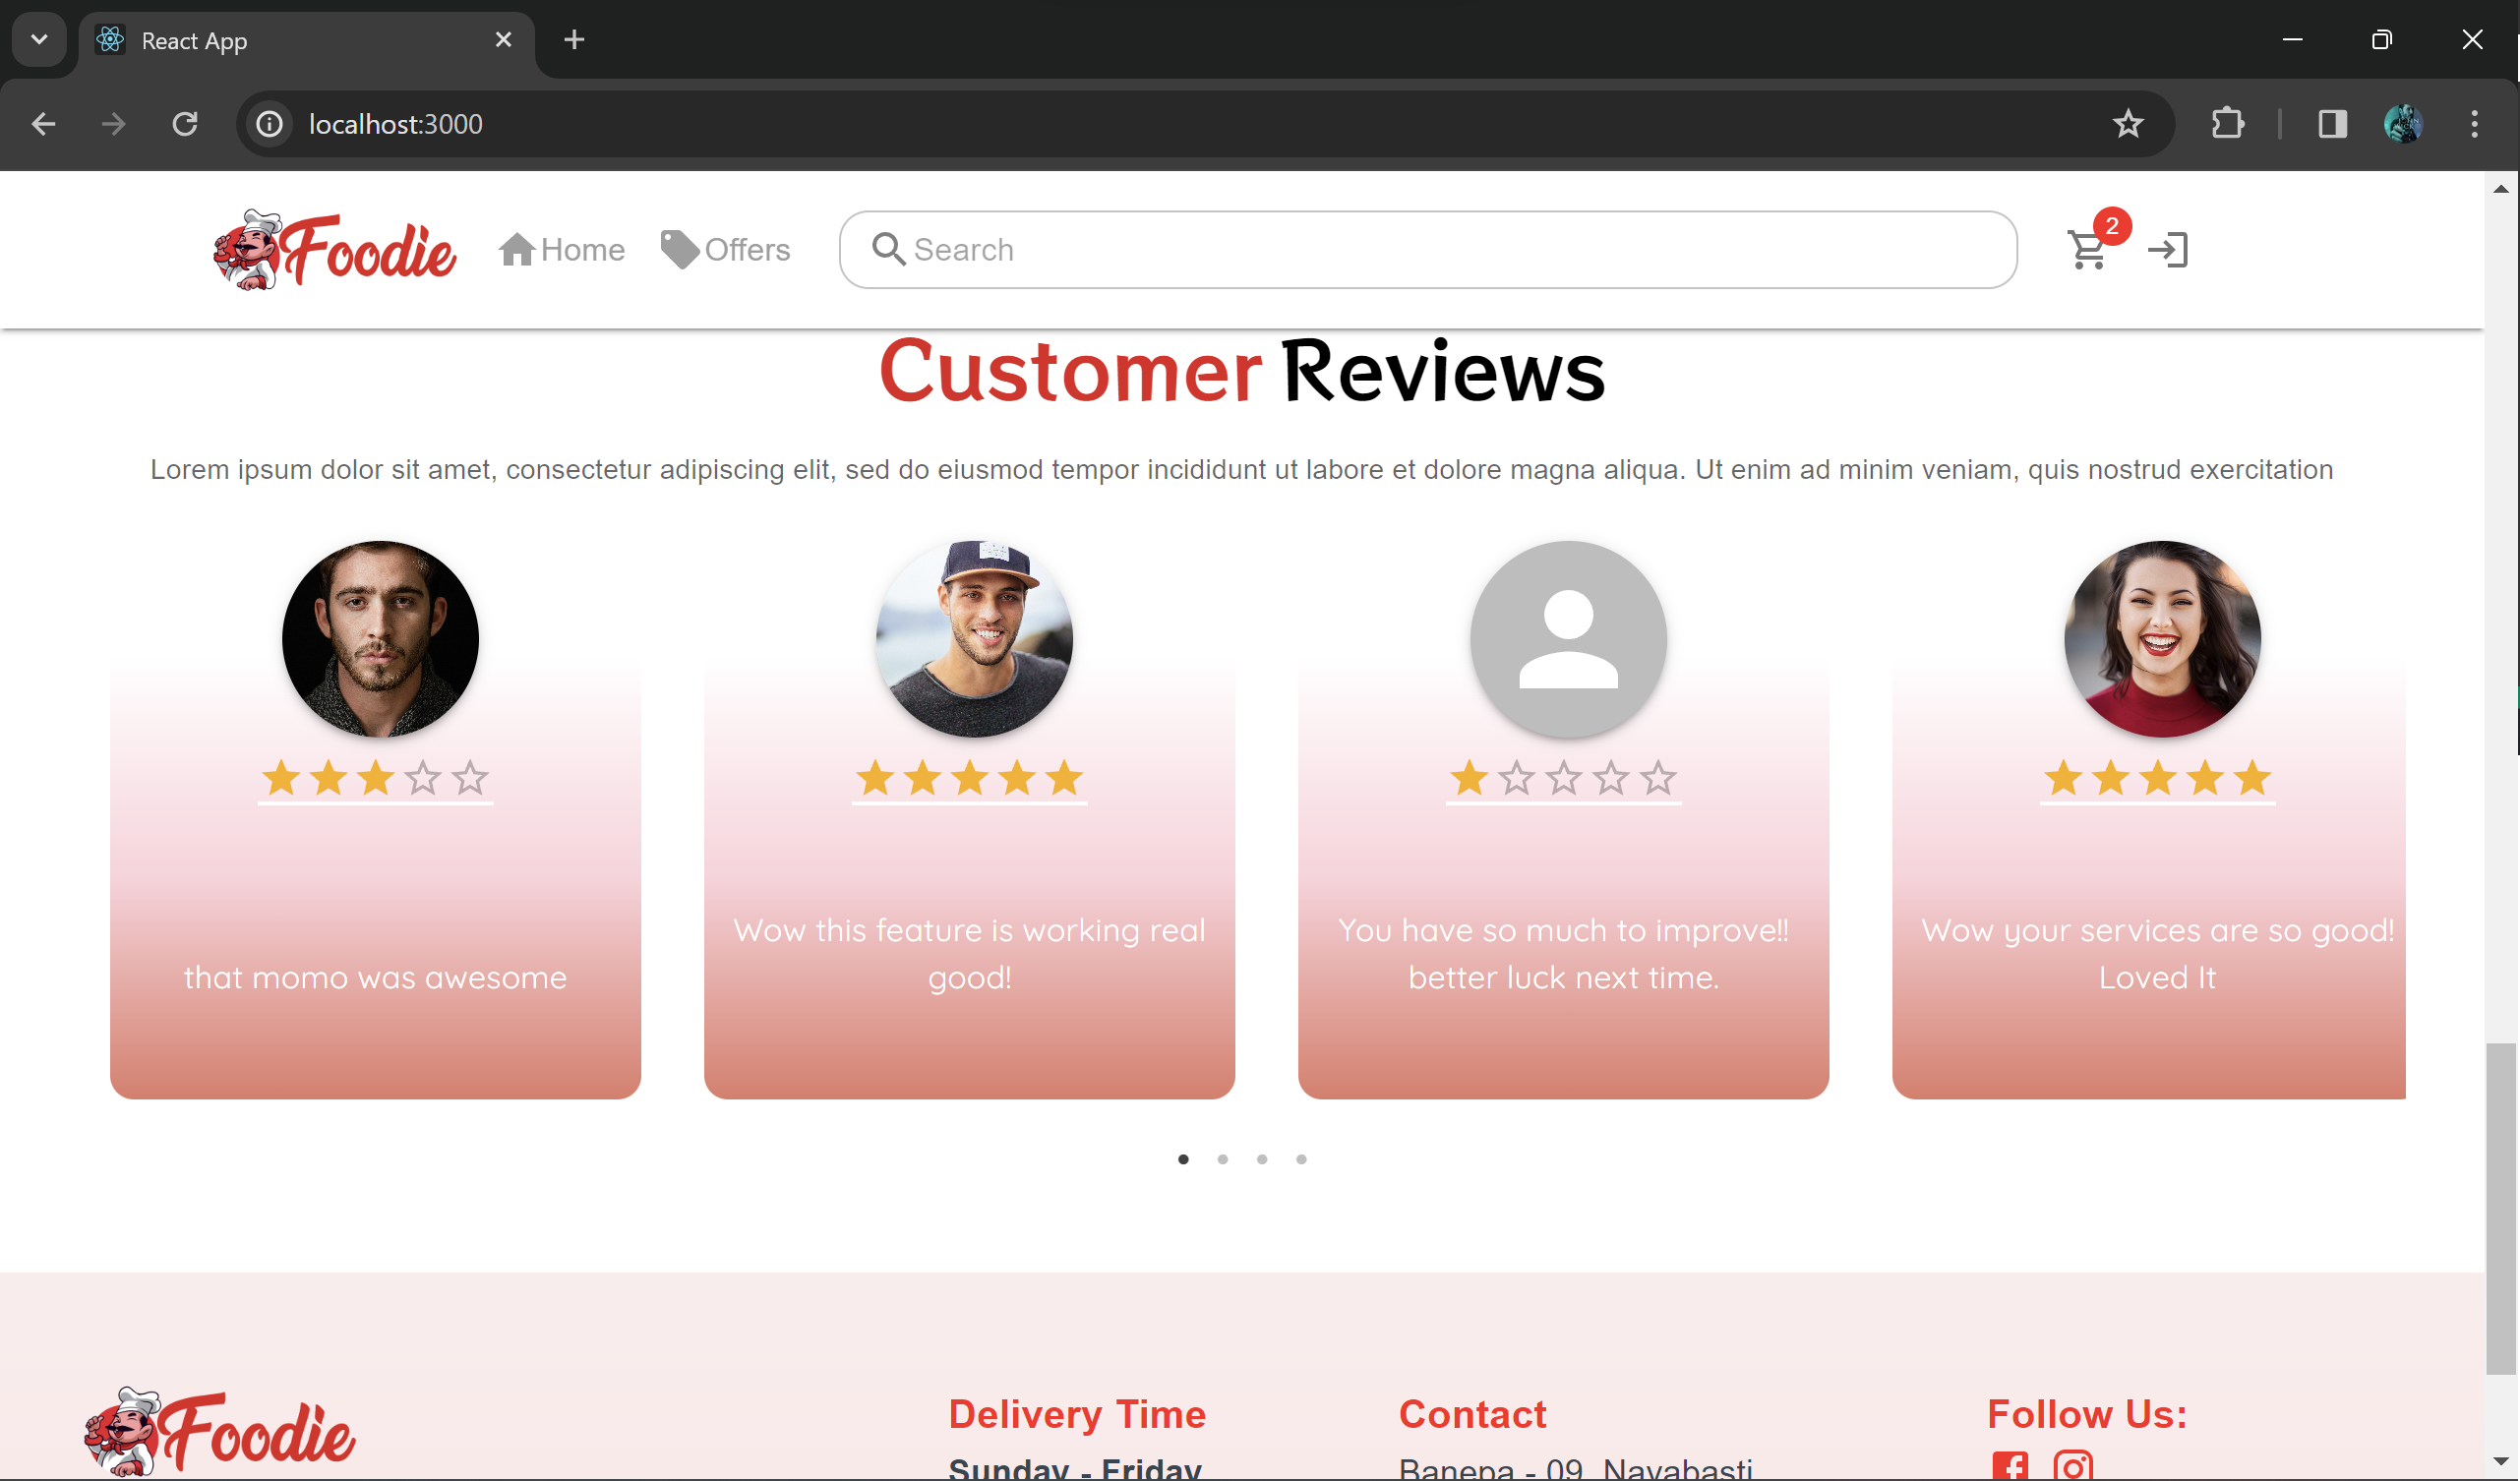 React App
localhost:3000
Foodie
Home
Offers
Search
2
Customer Reviews
Lorem ipsum dolor sit amet, consectetur adipiscing elit, sed do eiusmod tempor incididunt ut labore et dolore magna aliqua. Ut enim ad minim veniam, quis nostrud exercitation
that momo was awesome
Wow this feature is working real
good!
You have so much to improve!!
better luck next time.
Wow your services are so good!
Loved It
Foodie
Delivery Time
Sunday - Friday
Contact
Banepa - 09, Nayabasti
Follow Us: